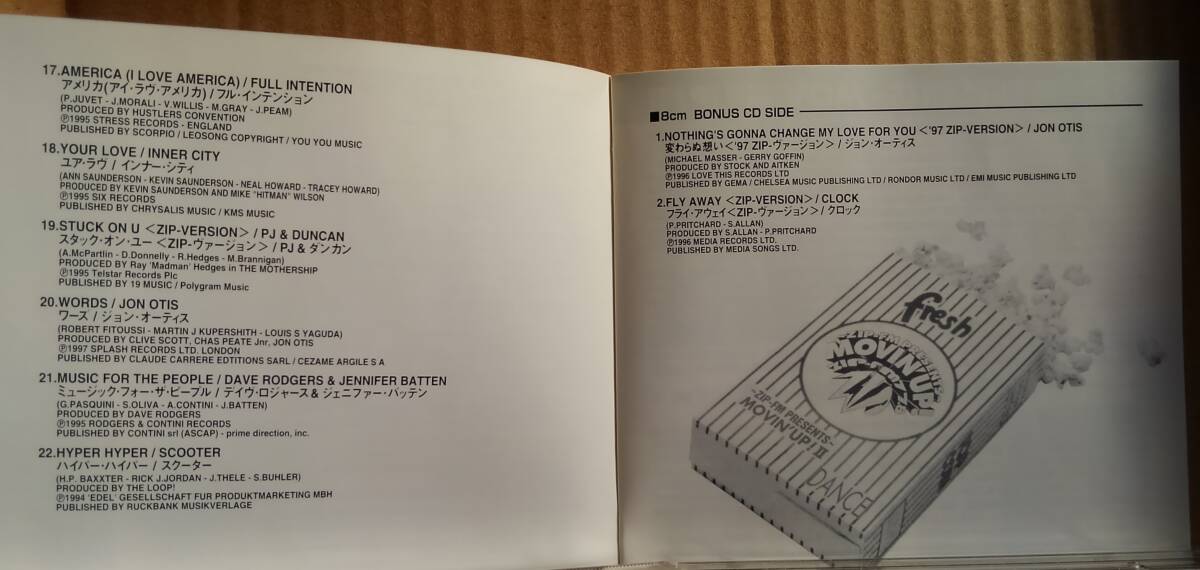 17.AMERICA (I LOVE AMERICA) / FULL INTENTION
アメリカ(アイ・ラヴ・アメリカ) / フル・インテンション
(P.JUVET - J.MORALI - V.WILLIS - M.GRAY - J.PEAM)
PRODUCED BY HUSTLERS CONVENTION
℗1995 STRESS RECORDS - ENGLAND
PUBLISHED BY SCORPIO / LEOSONG COPYRIGHT / YOU YOU MUSIC
18.YOUR LOVE / INNER CITY
ユア・ラヴ / インナー・シティ
(ANN SAUNDERSON - KEVIN SAUNDERSON - NEAL HOWARD - TRACEY HOWARD)
PRODUCED BY KEVIN SAUNDERSON AND MIKE "HITMAN" WILSON
℗1995 SIX RECORDS
PUBLISHED BY CHRYSALIS MUSIC / KMS MUSIC
19.STUCK ON U <ZIP-VERSION> / PJ & DUNCAN
スタック・オン・ユー <ZIP-ヴァージョン> / PJ & ダンカン
(A.McPARTLIN - D.DONNELLY - R.Hedges - M.Brannigan)
PRODUCED BY Ray 'Madman' Hedges in THE MOTHERSHIP
℗1995 Telstar Records Plc
PUBLISHED BY 19 MUSIC / Polygram Music
20.WORDS / JON OTIS
ワーズ / ジョン・オーティス
(ROBERT FITOUSSI - MARTIN J KUPERSHITH - LOUIS S YAGUDA)
PRODUCED BY CLIVE SCOTT, CHAS PEATE Jnr, JON OTIS
℗1997 SPLASH RECORDS LTD. LONDON
PUBLISHED BY CLAUDE CARRERE EDTITIONS SARL / CEZAME ARGILE S A
21.MUSIC FOR THE PEOPLE / DAVE RODGERS & JENNIFER BATTEN
ミュージック・フォー・ザ・ピープル / デイヴ・ロジャース&ジェニファー・バッテン
(G.PASQUINI - S.OLIVA - A.CONTINI - J.BATTEN)
PRODUCED BY DAVE RODGERS
℗1995 RODGERS & CONTINI RECORDS
PUBLISHED BY CONTINI srl (ASCAP) - prime direction, inc.
22.HYPER HYPER / SCOOTER
ハイパー・ハイパー / スクーター
(H.P. BAXXTER - RICK J.JORDAN - J.THELE - S.BUHLER)
PRODUCED BY THE LOOP!
℗1994 'EDEL' GESELLSCHAFT FUR PRODUKTMARKETING MBH
PUBLISHED BY RUCKBANK MUSIKVERLAGE
■8cm BONUS CD SIDE
1.NOTHING'S GONNA CHANGE MY LOVE FOR YOU <'97 ZIP-VERSION> / JON OTIS
変わらぬ想い<'97 ZIP-ヴァージョン> / ジョン・オーティス
(MICHAEL MASSER - GERRY GOFFIN)
PRODUCED BY STOCK AND AITKEN
℗1996 LOVE THIS RECORDS LTD
PUBLISHED BY GEMA / CHELSEA MUSIC PUBLISHING LTD / RONDOR MUSIC LTD / EMI MUSIC PUBLISHING LTD
2.FLY AWAY <ZIP-VERSION> / CLOCK
フライ・アウェイ<ZIP-ヴァージョン> / クロック
(P.PRITCHARD - S.ALLAN)
PRODUCED BY S.ALLAN - P.PRITCHARD
℗1996 MEDIA RECORDS LTD.
PUBLISHED BY MEDIA SONGS LTD.
fresh
~ZIP-FM PRESENTS~
MOVIN'UP!
~ZIP-FM PRESENTS~
MOVIN'UP! II
DANCE